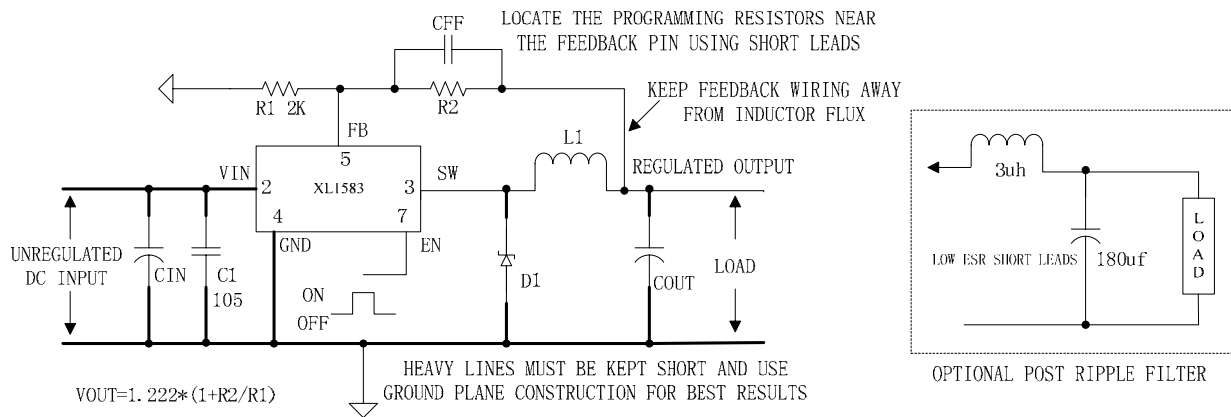 CFF
LOCATE THE PROGRAMMING RESISTORS NEAR
THE FEEDBACK PIN USING SHORT LEADS
R1 2K
R2
KEEP FEEDBACK WIRING AWAY
FROM INDUCTOR FLUX
FB
5
L1
VIN
SW
REGULATED OUTPUT
2
XL1583
3
4
7
GND
EN
UNREGULATED
DC INPUT
CIN
C1
105
ON
OFF
D1
COUT
LOAD
HEAVY LINES MUST BE KEPT SHORT AND USE
GROUND PLANE CONSTRUCTION FOR BEST RESULTS
VOUT=1.222*(1+R2/R1)
3uh
LOW ESR SHORT LEADS
180uf
LOAD
OPTIONAL POST RIPPLE FILTER